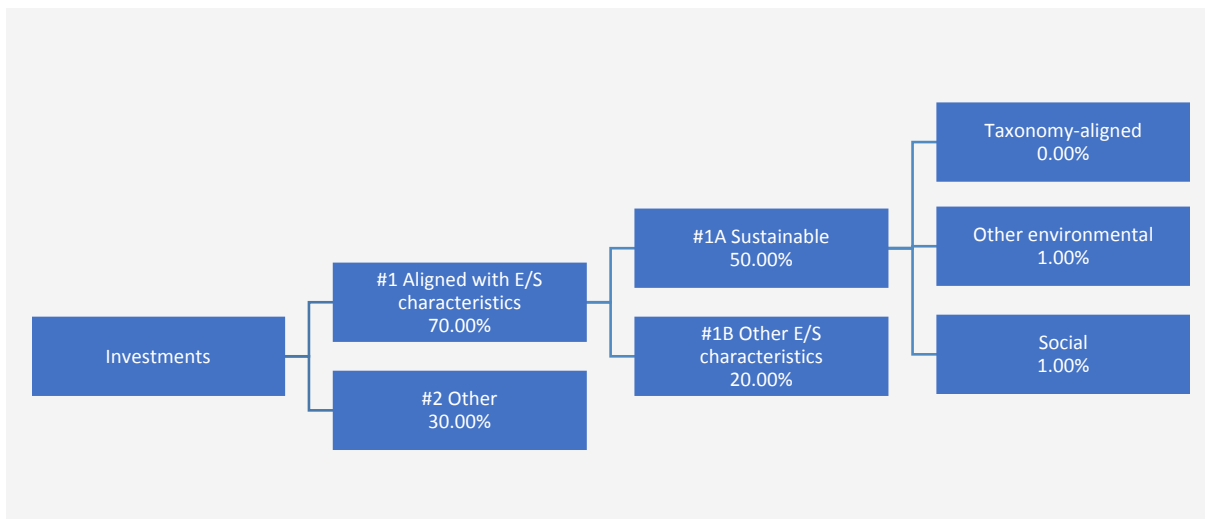 Investments
#1 Aligned with E/S
characteristics
70.00%
#2 Other
30.00%
#1A Sustainable
50.00%
#1B Other E/S
characteristics
20.00%
Taxonomy-aligned
0.00%
Other environmental
1.00%
Social
1.00%